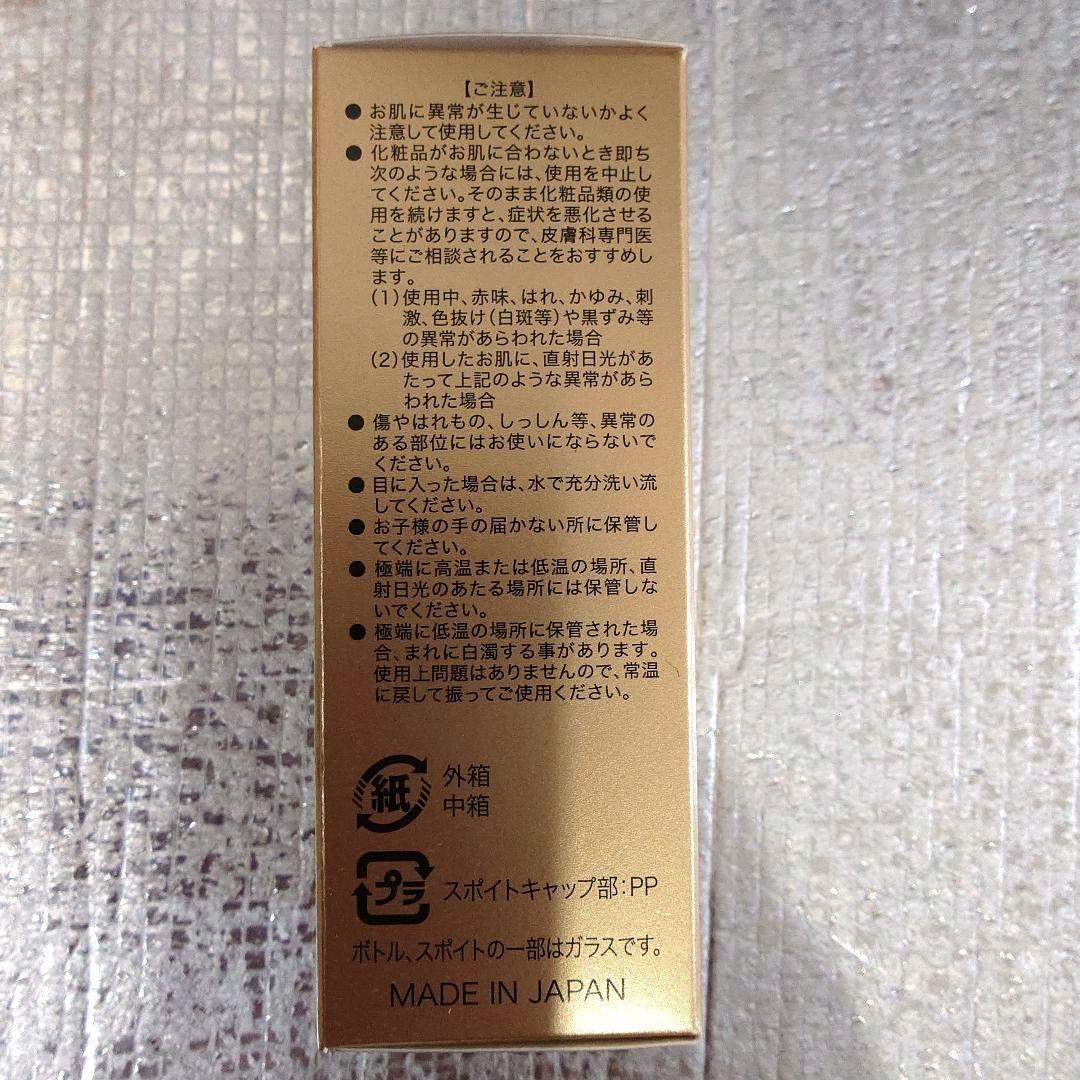 【ご注意】
● お肌に異常が生じていないかよく
注意して使用してください。
● 化粧品がお肌に合わないとき即ち
次のような場合には、使用を中止し
てください。そのまま化粧品類の使
用を続けますと、症状を悪化させる
ことがありますので、皮膚科専門医
等にご相談されることをおすすめし
ます。
(1)使用中、赤味、はれ、かゆみ、刺
激、色抜け(白斑等)や黒ずみ等
の異常があらわれた場合
(2)使用したお肌に、直射日光があ
たって上記のような異常があら
われた場合
● 傷やはれもの、しっしん等、異常の
ある部位にはお使いにならないで
ください。
● 目に入った場合は、水で充分洗い流
してください。
● お子様の手の届かない所に保管し
てください。
● 極端に高温または低温の場所、直
射日光のあたる場所には保管しな
いでください。
● 極端に低温の場所に保管された場
合、まれに白濁する事があります。
使用上問題はありませんので、常温
に戻して振ってご使用ください。
紙 外箱
中箱
プラ スポイトキャップ部:PP
ボトル、スポイトの一部はガラスです。
MADE IN JAPAN